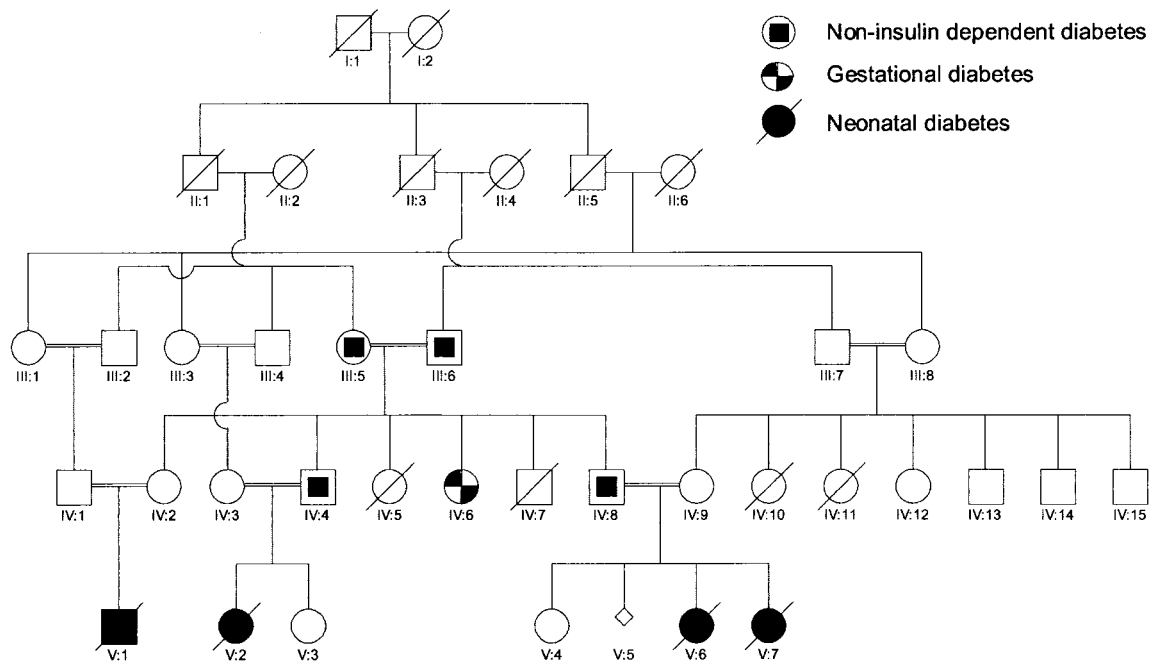 Non-insulin dependent diabetes
Gestational diabetes
Neonatal diabetes
I:1 I:2
II:1 II:2 II:3 II:4 II:5 II:6
III:1 III:2 III:3 III:4 III:5 III:6 III:7 III:8
IV:1 IV:2 IV:3 IV:4 IV:5 IV:6 IV:7 IV:8 IV:9 IV:10 IV:11 IV:12 IV:13 IV:14 IV:15
V:1 V:2 V:3 V:4 V:5 V:6 V:7